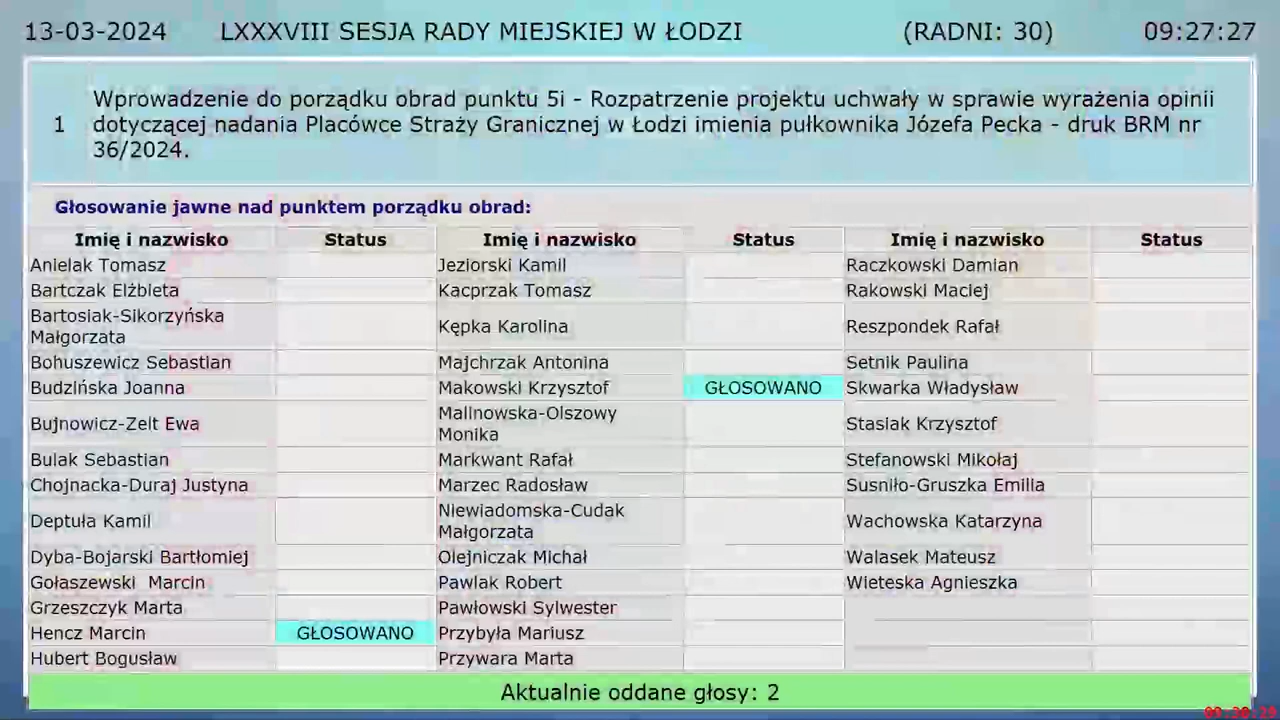 13-03-2024 LXXXVIII SESJA RADY MIEJSKIEJ W ŁODZI (RADNI: 30) 09:27:27
1 Wprowadzenie do porządku obrad punktu 5i - Rozpatrzenie projektu uchwały w sprawie wyrażenia opinii
dotyczącej nadania Placówce Straży Granicznej w Łodzi imienia pułkownika Józefa Pecka - druk BRM nr
36/2024.
Głosowanie jawne nad punktem porządku obrad:
Imię i nazwisko Status Imię i nazwisko Status Imię i nazwisko Status
Anielak Tomasz Jeziorski Kamil Raczkowski Damian
Bartczak Elżbieta Kacprzak Tomasz Rakowski Maciej
Bartosiak-Sikorzyńska
Małgorzata Kępka Karolina Reszpondek Rafał
Bohuszewicz Sebastian Majchrzak Antonina Setnik Paulina
Budzińska Joanna Makowski Krzysztof GŁOSOWANO Skwarka Władysław
Bujnowicz-Zelt Ewa Malinowska-Olszowy
Monika Stasiak Krzysztof
Bulak Sebastian Markwant Rafał Stefanowski Mikołaj
Chojnacka-Duraj Justyna Marzec Radosław Susniło-Gruszka Emilia
Deptuła Kamil Niewiadomska-Cudak
Małgorzata Wachowska Katarzyna
Dyba-Bojarski Bartłomiej Olejniczak Michał Walasek Mateusz
Gołaszewski Marcin Pawlak Robert Wieteska Agnieszka
Grzeszczyk Marta Pawłowski Sylwester
Hencz Marcin GŁOSOWANO Przybyła Mariusz
Hubert Bogusław Przywara Marta
Aktualnie oddane głosy: 2